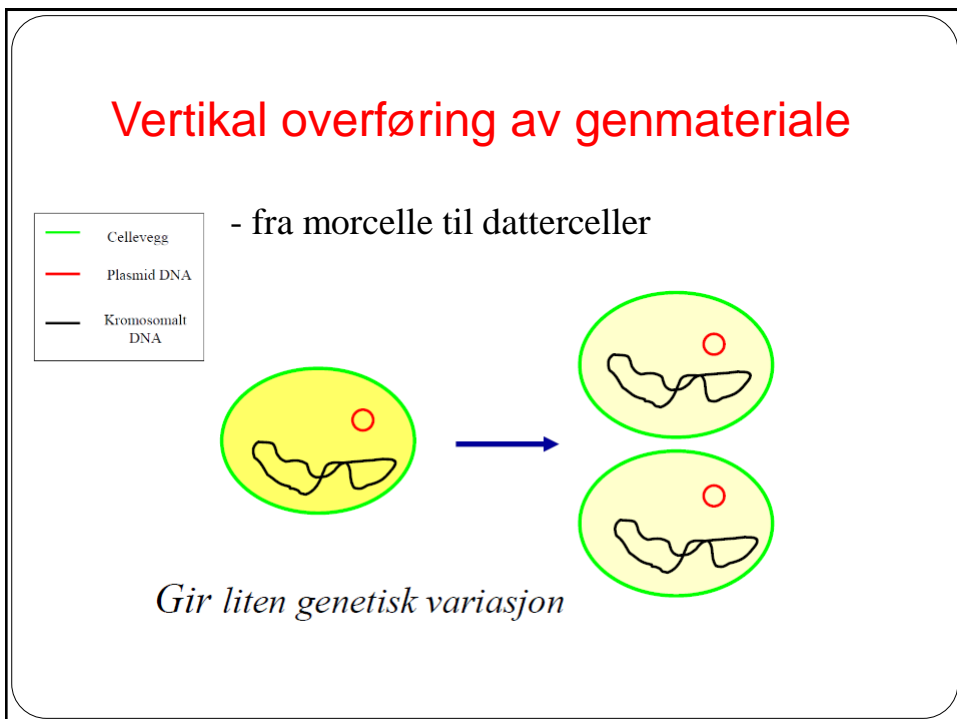 Vertikal overføring av genmateriale
- fra morcelle til datterceller
Cellevegg
Plasmid DNA
Kromosomalt
DNA
Gir liten genetisk variasjon